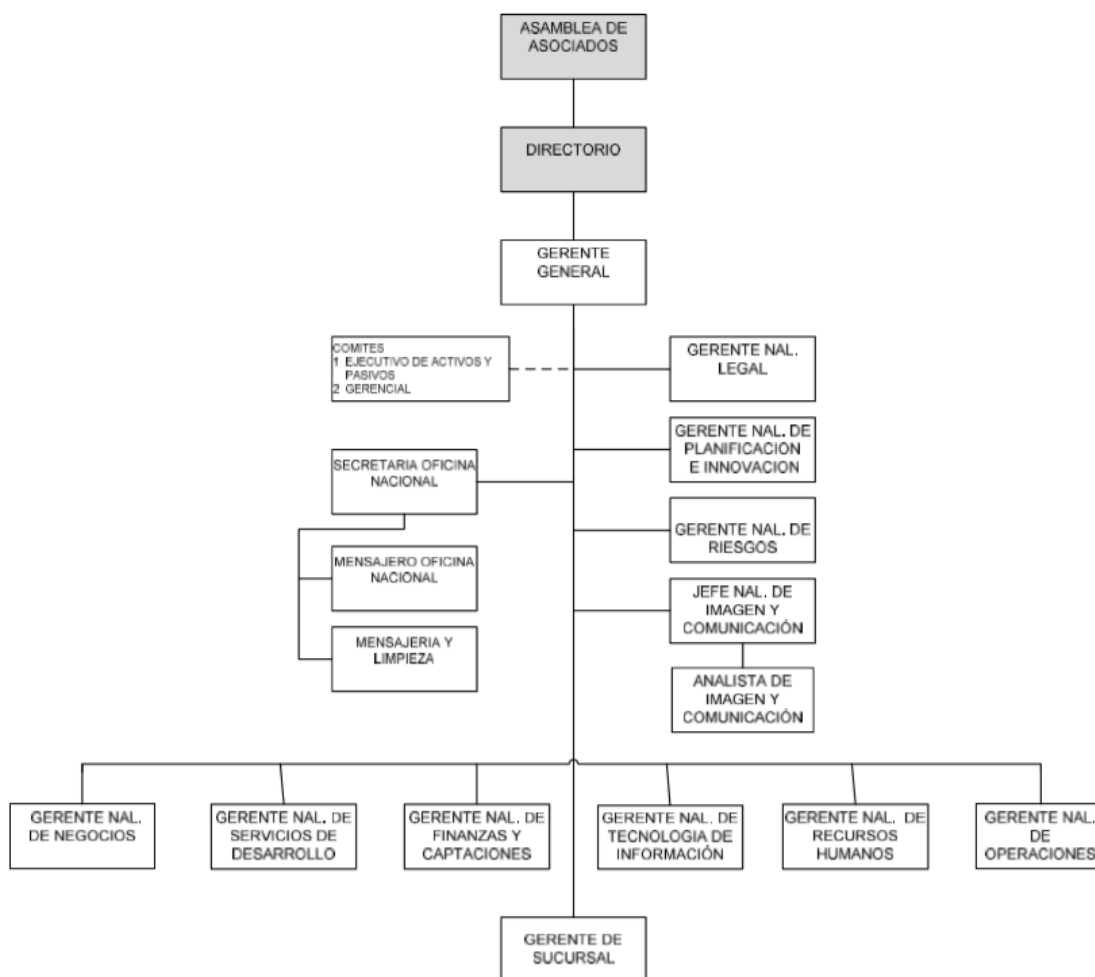 ASAMBLEA DE
ASOCIADOS
DIRECTORIO
GERENTE
GENERAL
COMITES
1 EJECUTIVO DE ACTIVOS Y
PASIVOS
2 GERENCIAL
GERENTE NAL.
LEGAL
GERENTE NAL. DE
PLANIFICACION
E INNOVACION
SECRETARIA OFICINA
NACIONAL
GERENTE NAL. DE
RIESGOS
MENSAJERO OFICINA
NACIONAL
JEFE NAL. DE
IMAGEN Y
COMUNICACIÓN
MENSAJERIA Y
LIMPIEZA
ANALISTA DE
IMAGEN Y
COMUNICACIÓN
GERENTE NAL.
DE NEGOCIOS
GERENTE NAL. DE
SERVICIOS DE
DESARROLLO
GERENTE NAL. DE
FINANZAS Y
CAPTACIONES
GERENTE NAL. DE
TECNOLOGIA DE
INFORMACIÓN
GERENTE NAL. DE
RECURSOS
HUMANOS
GERENTE NAL.
DE
OPERACIONES
GERENTE DE
SUCURSAL